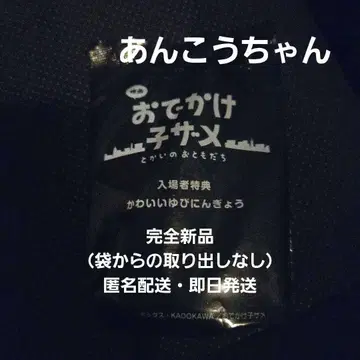 あんこうちゃん
映画
おでかけ
子ザメ
とかいのおともだち
入場者特典
かわいいゆびにんぎょう
完全新品
（袋からの取り出しなし）
匿名配送・即日発送
KADOKAWA